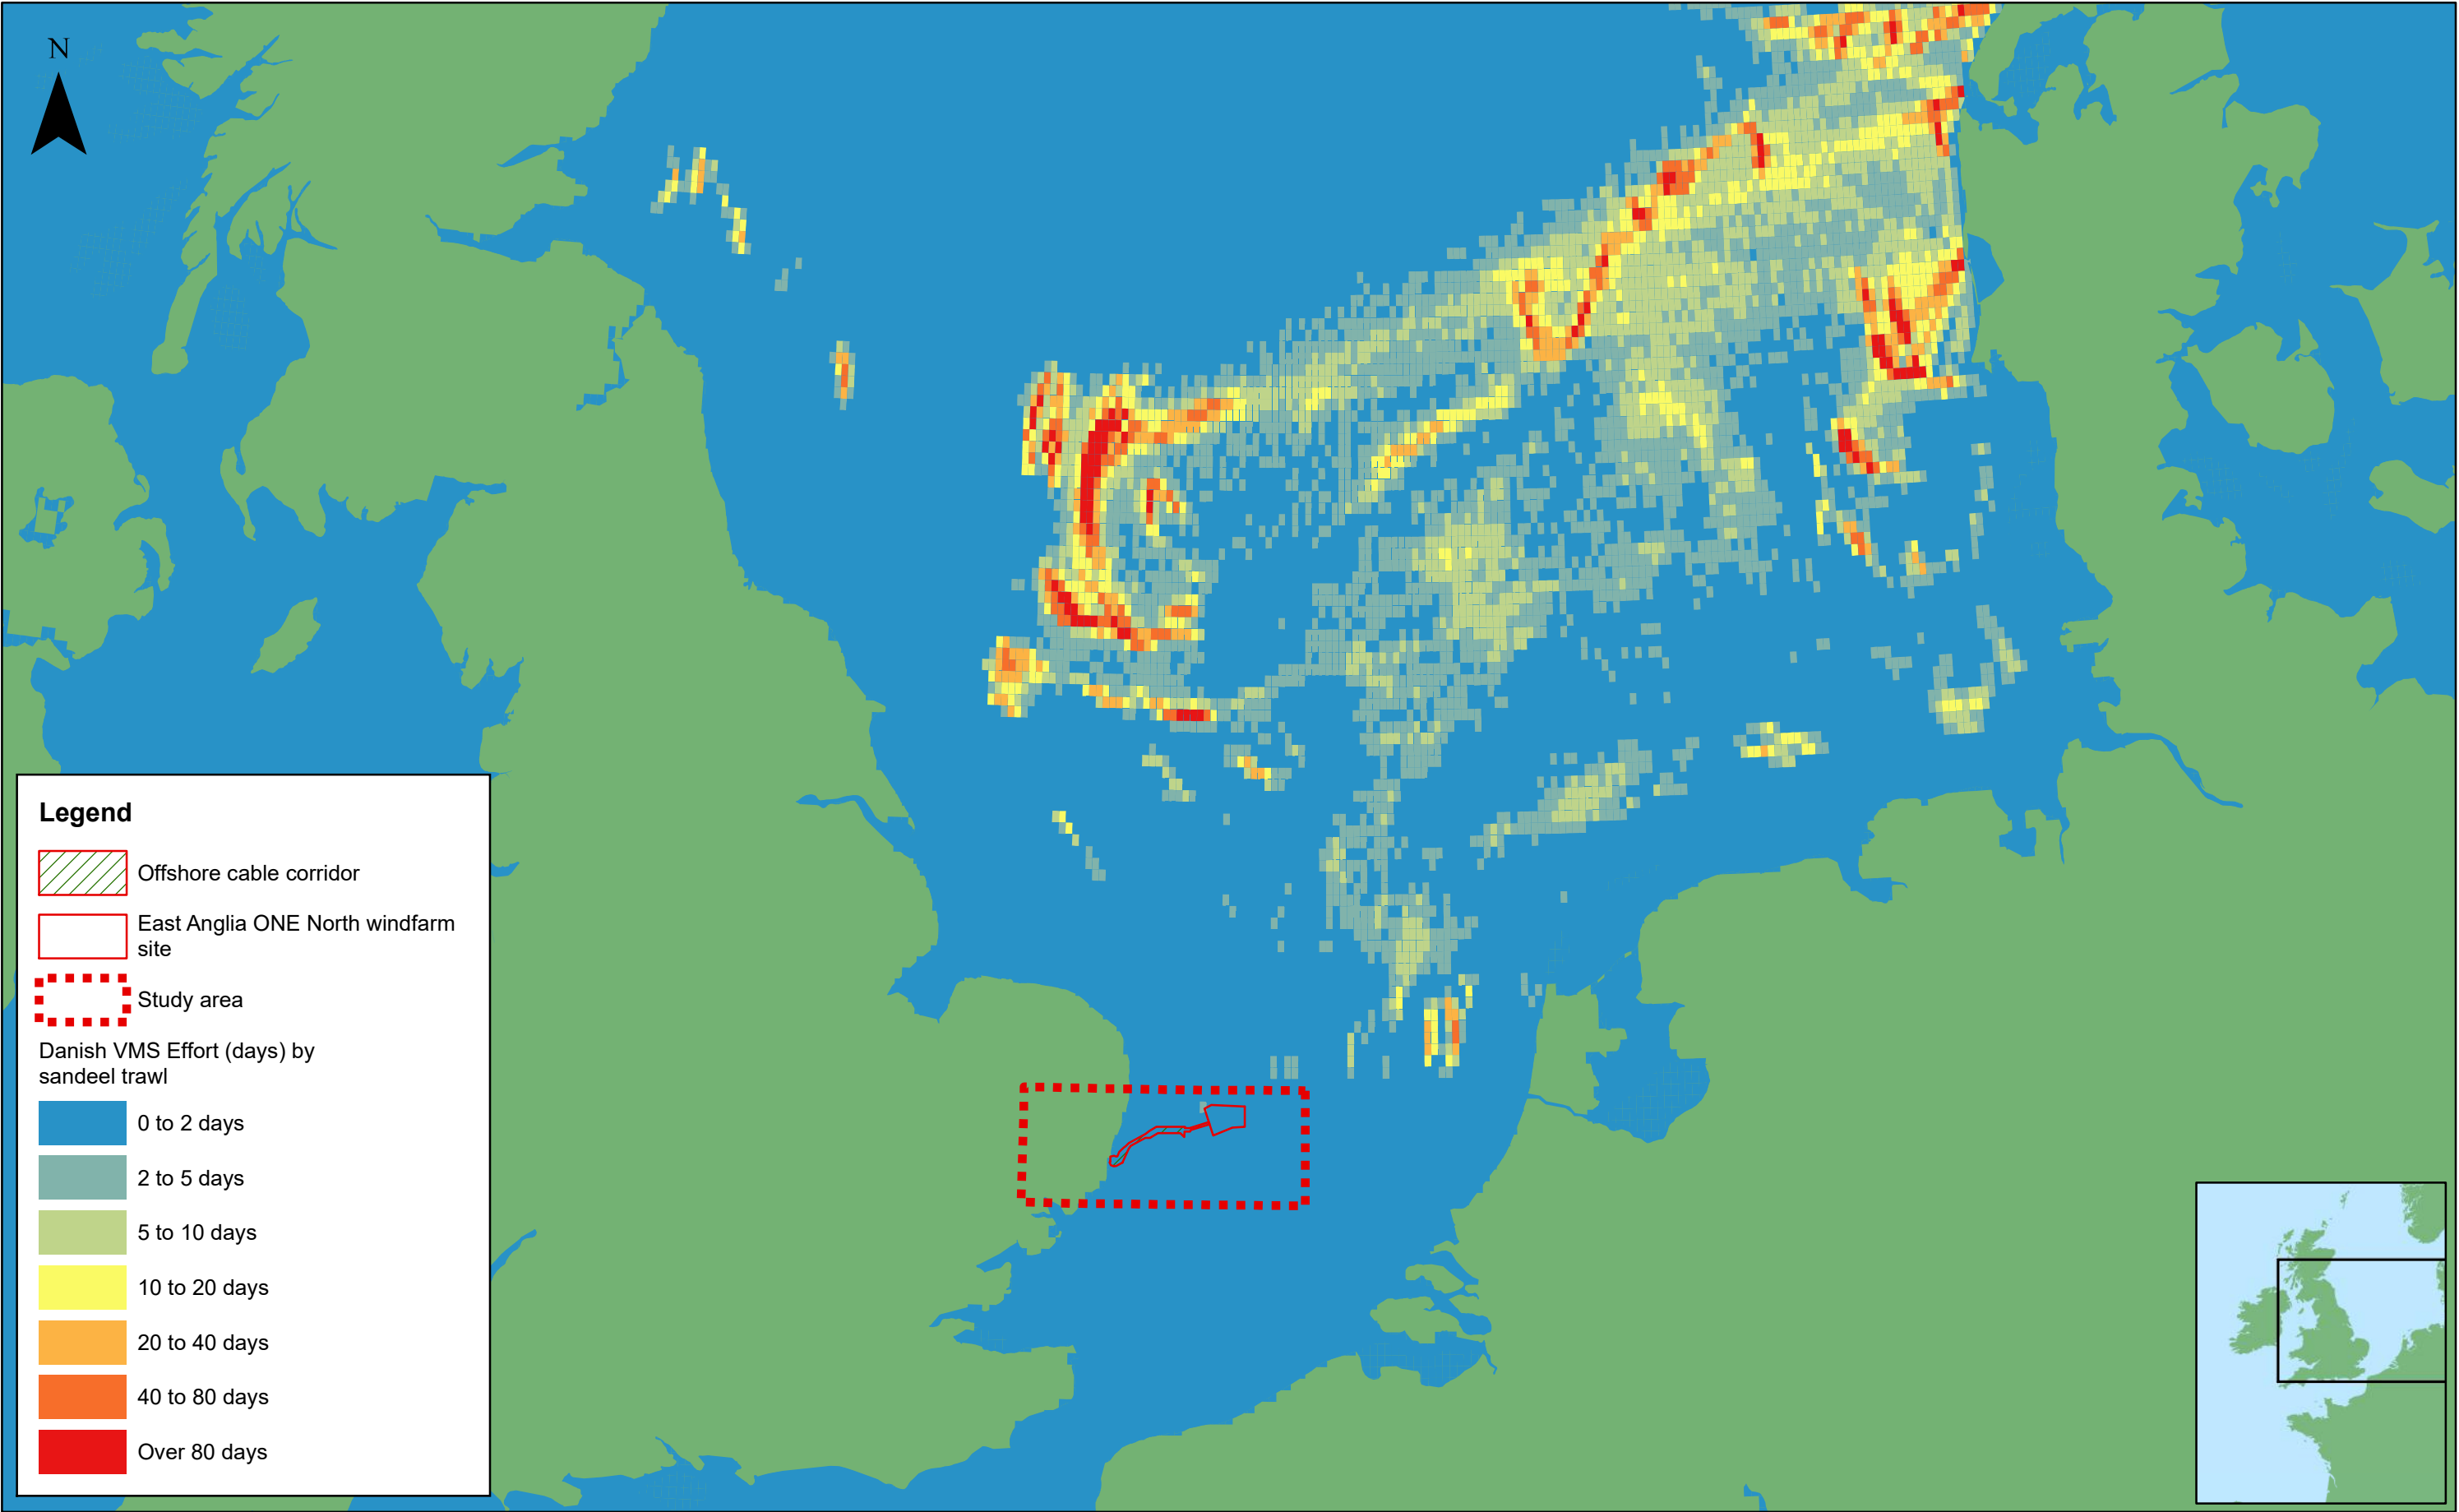 N
Legend
Offshore cable corridor
East Anglia ONE North windfarm
site
Study area
Danish VMS Effort (days) by
sandeel trawl
0 to 2 days
2 to 5 days
5 to 10 days
10 to 20 days
20 to 40 days
40 to 80 days
Over 80 days